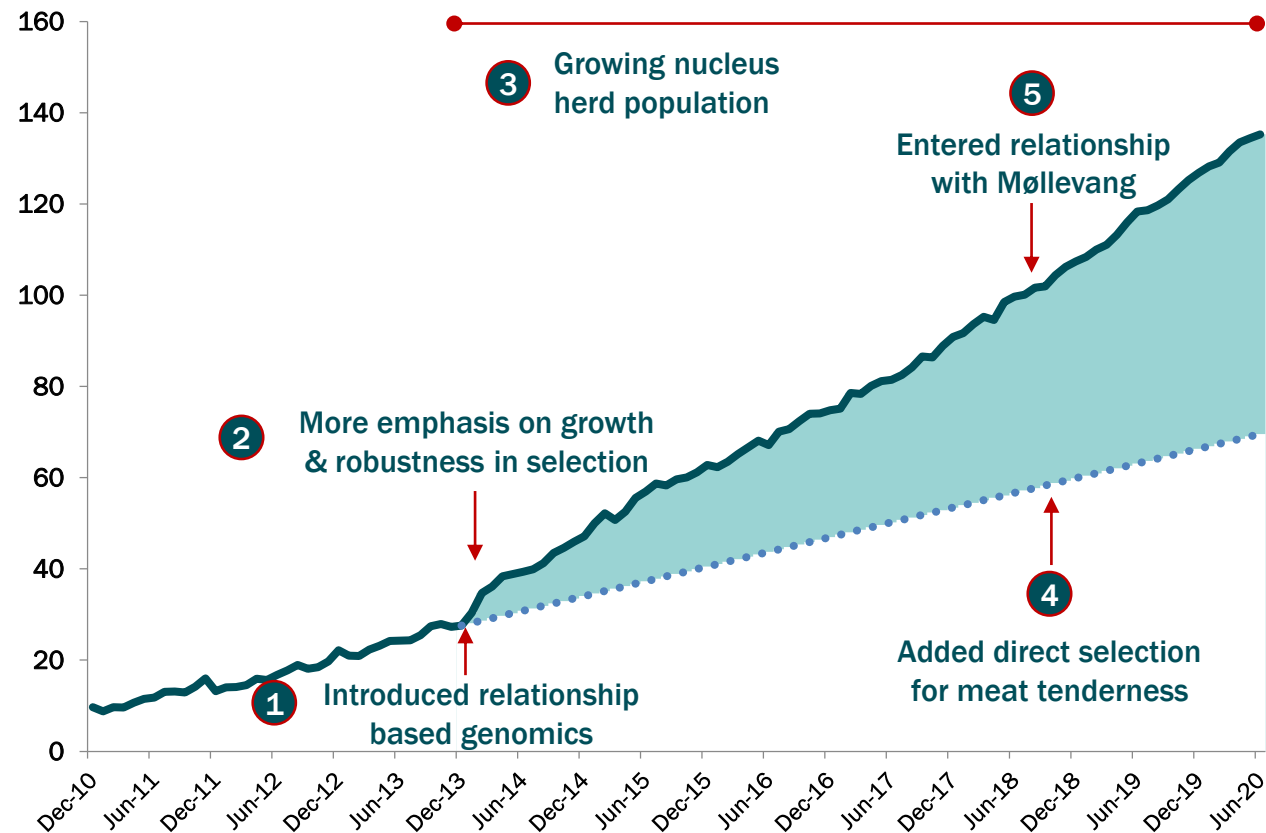 160
140
120
100
80
60
40
20
0
3
Growing nucleus
herd population
5
Entered relationship
with Møllevang
2
More emphasis on growth
& robustness in selection
4
Added direct selection
for meat tenderness
1
Introduced relationship
based genomics
Dec-10
Jun-11
Dec-11
Jun-12
Dec-12
Jun-13
Dec-13
Jun-14
Dec-14
Jun-15
Dec-15
Jun-16
Dec-16
Jun-17
Dec-17
Jun-18
Dec-18
Jun-19
Dec-19
Jun-20